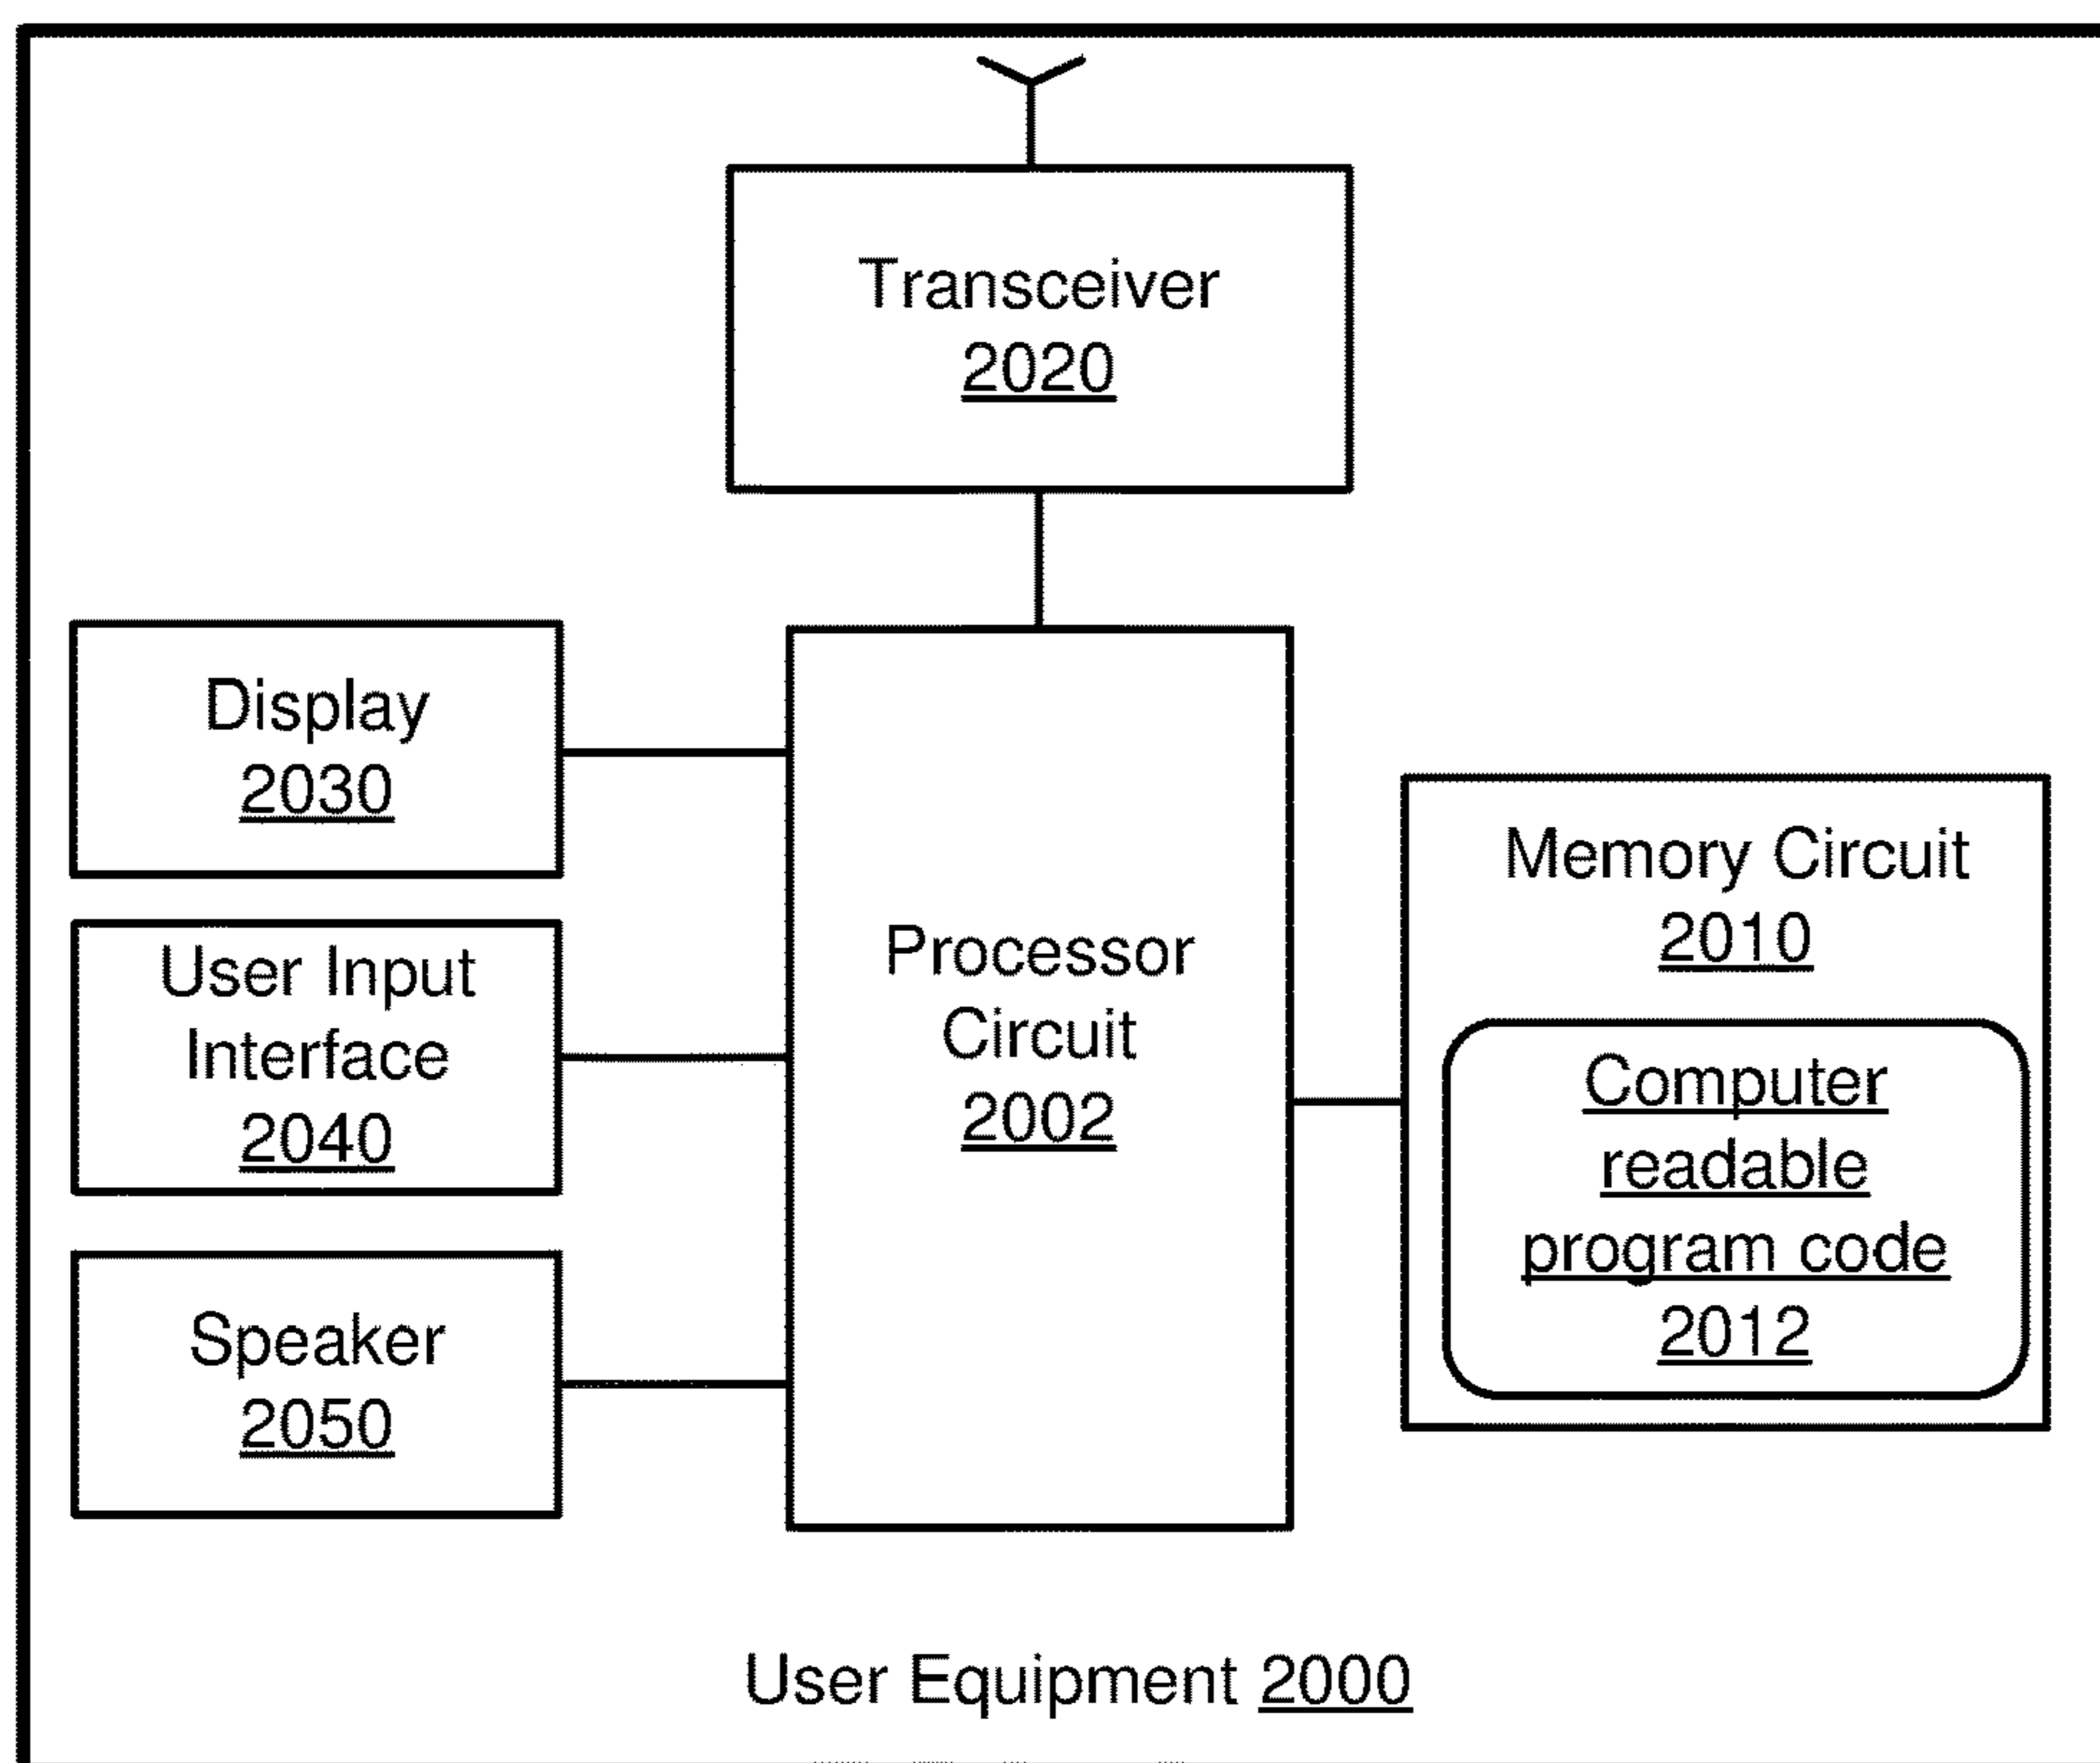 Transceiver
2020
Display
2030
User Input
Interface
2040
Speaker
2050
Processor
Circuit
2002
Memory Circuit
2010
Computer
readable
program code
2012
User Equipment 2000